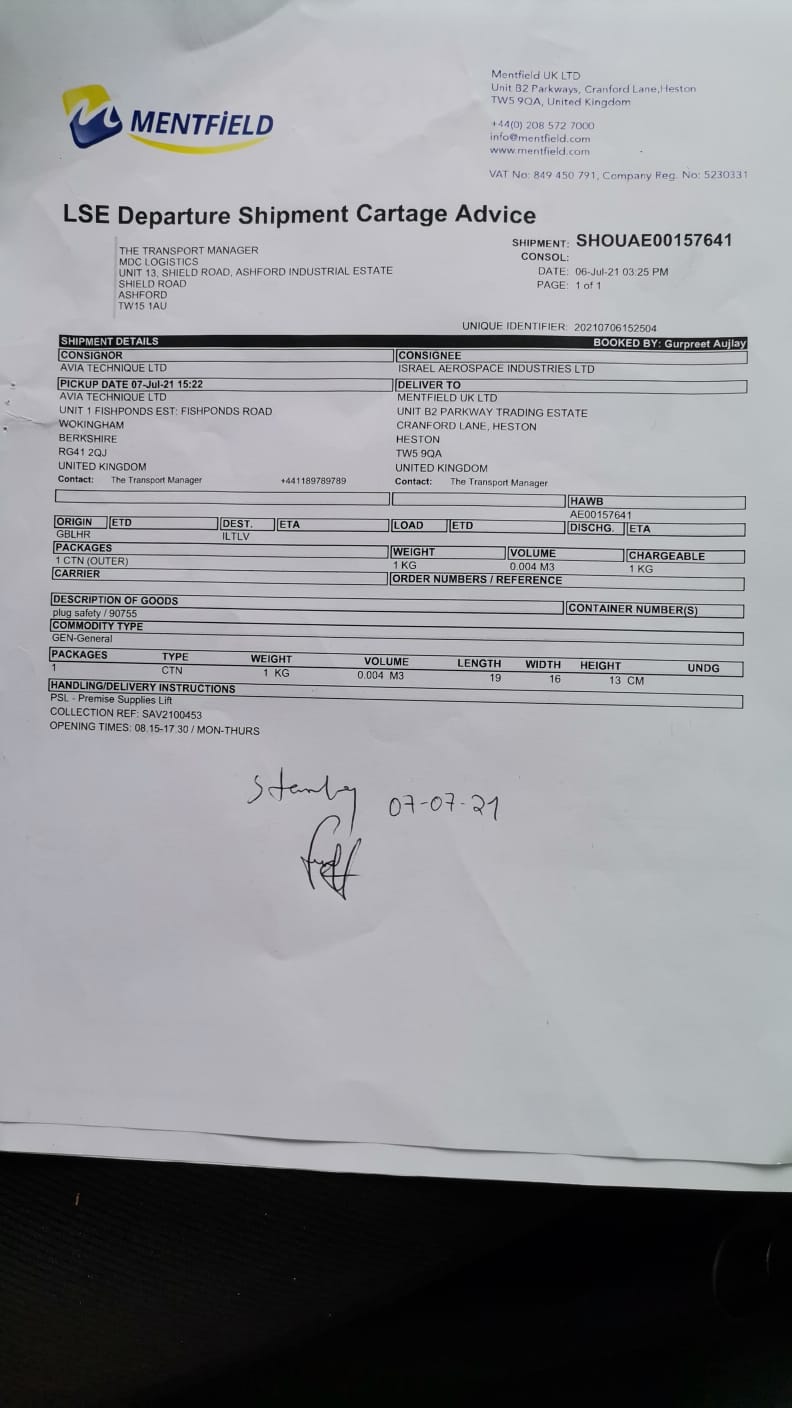 MENTFİELD
Mentfield UK LTD
Unit B2 Parkways, Cranford Lane,Heston
TW5 9QA, United Kingdom
+44(0) 208 572 7000
info@mentfield.com
www.mentfield.com
VAT No: 849 450 791, Company Reg. No: 5230331
LSE Departure Shipment Cartage Advice
THE TRANSPORT MANAGER
MDC LOGISTICS
UNIT 13, SHIELD ROAD, ASHFORD INDUSTRIAL ESTATE
SHIELD ROAD
ASHFORD
TW15 1AU
SHIPMENT: SHOUAE00157641
CONSOL:
DATE: 06-Jul-21 03:25 PM
PAGE: 1 of 1
UNIQUE IDENTIFIER: 20210706152504
SHIPMENT DETAILS BOOKED BY: Gurpreet Aujlay
CONSIGNOR CONSIGNEE
AVIA TECHNIQUE LTD ISRAEL AEROSPACE INDUSTRIES LTD
PICKUP DATE 07-Jul-21 15:22 DELIVER TO
AVIA TECHNIQUE LTD MENTFIELD UK LTD
UNIT 1 FISHPONDS EST: FISHPONDS ROAD UNIT B2 PARKWAY TRADING ESTATE
WOKINGHAM CRANFORD LANE, HESTON
BERKSHIRE HESTON
RG41 2QJ TW5 9QA
UNITED KINGDOM UNITED KINGDOM
Contact: The Transport Manager +441189789789 Contact: The Transport Manager
HAWB
AE00157641
ORIGIN ETD DEST. ETA LOAD ETD DISCHG. ETA
GBLHR ILTLV
PACKAGES WEIGHT VOLUME CHARGEABLE
1 CTN (OUTER) 1 KG 0.004 M3 1 KG
CARRIER ORDER NUMBERS / REFERENCE
DESCRIPTION OF GOODS CONTAINER NUMBER(S)
plug safety / 90755
COMMODITY TYPE
GEN-General
PACKAGES TYPE WEIGHT VOLUME LENGTH WIDTH HEIGHT UNDG
1 CTN 1 KG 0.004 M3 19 16 13 CM
HANDLING/DELIVERY INSTRUCTIONS
PSL - Premise Supplies Lift
COLLECTION REF: SAV2100453
OPENING TIMES: 08.15-17.30 / MON-THURS
07-07-21